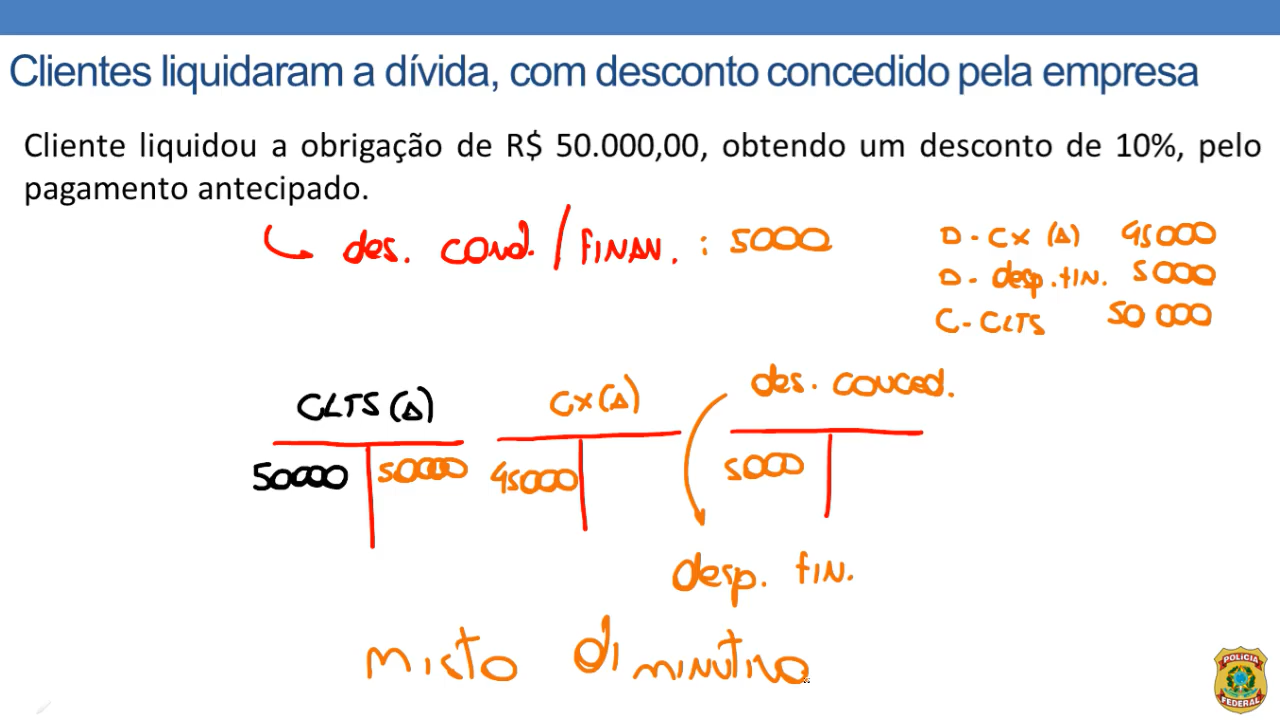 Clientes liquidaram a dívida, com desconto concedido pela empresa
Cliente liquidou a obrigação de R$ 50.000,00, obtendo um desconto de 10%, pelo
pagamento antecipado.
des. cond. / FINAN. : 5000
D - CX (A) 45000
D - desp. FIN. 5000
C - CLTS 50 000
CLTS (A)
50000 50000
CX (A)
45000
des. conced.
5000
desp. FIN.
misto diminutivo
POLÍCIA
FEDERAL